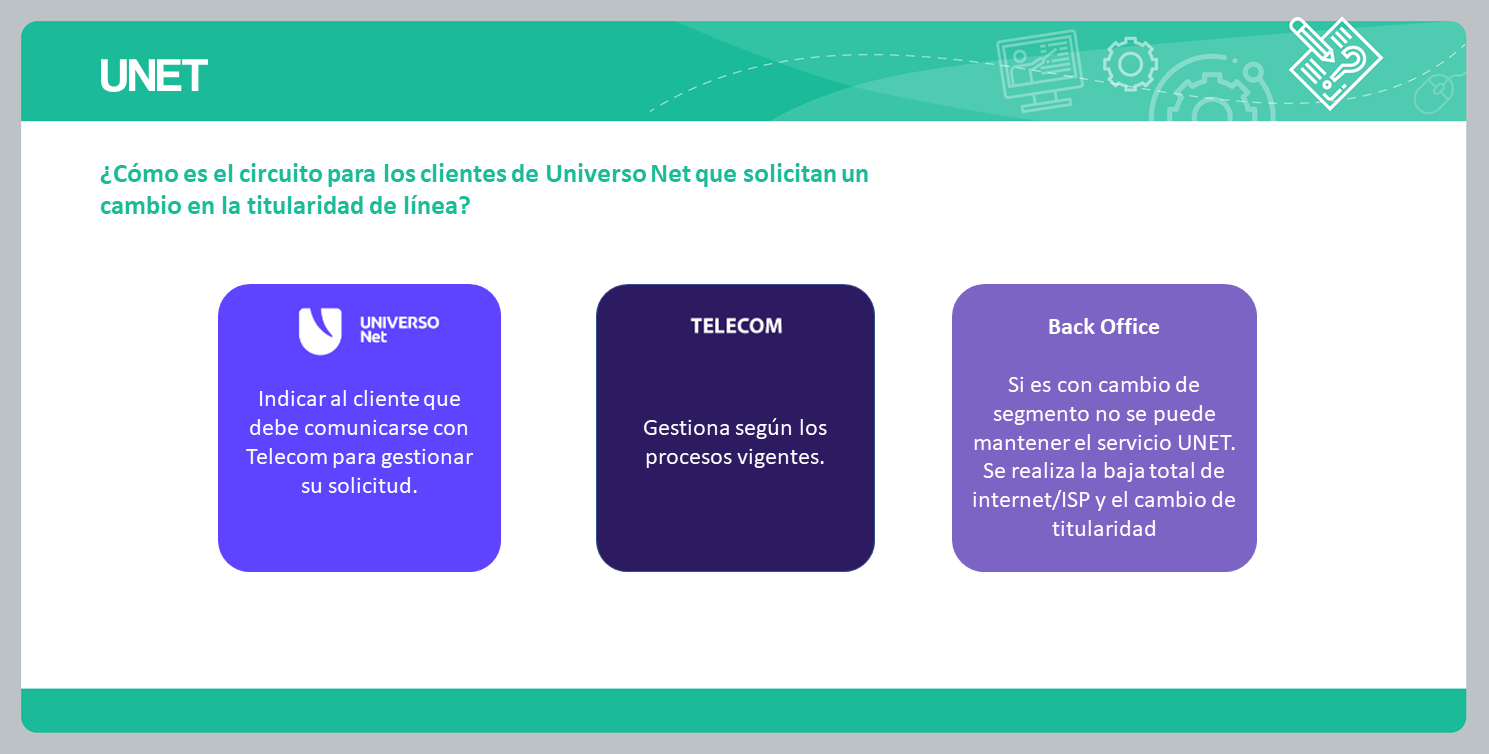 UNET
¿Cómo es el circuito para los clientes de Universo Net que solicitan un
cambio en la titularidad de línea?
UNIVERSO
Net
Indicar al cliente que
debe comunicarse con
Telecom para gestionar
su solicitud.
TELECOM
Gestiona según los
procesos vigentes.
Back Office
Si es con cambio de
segmento no se puede
mantener el servicio UNET.
Se realiza la baja total de
internet/ISP y el cambio de
titularidad